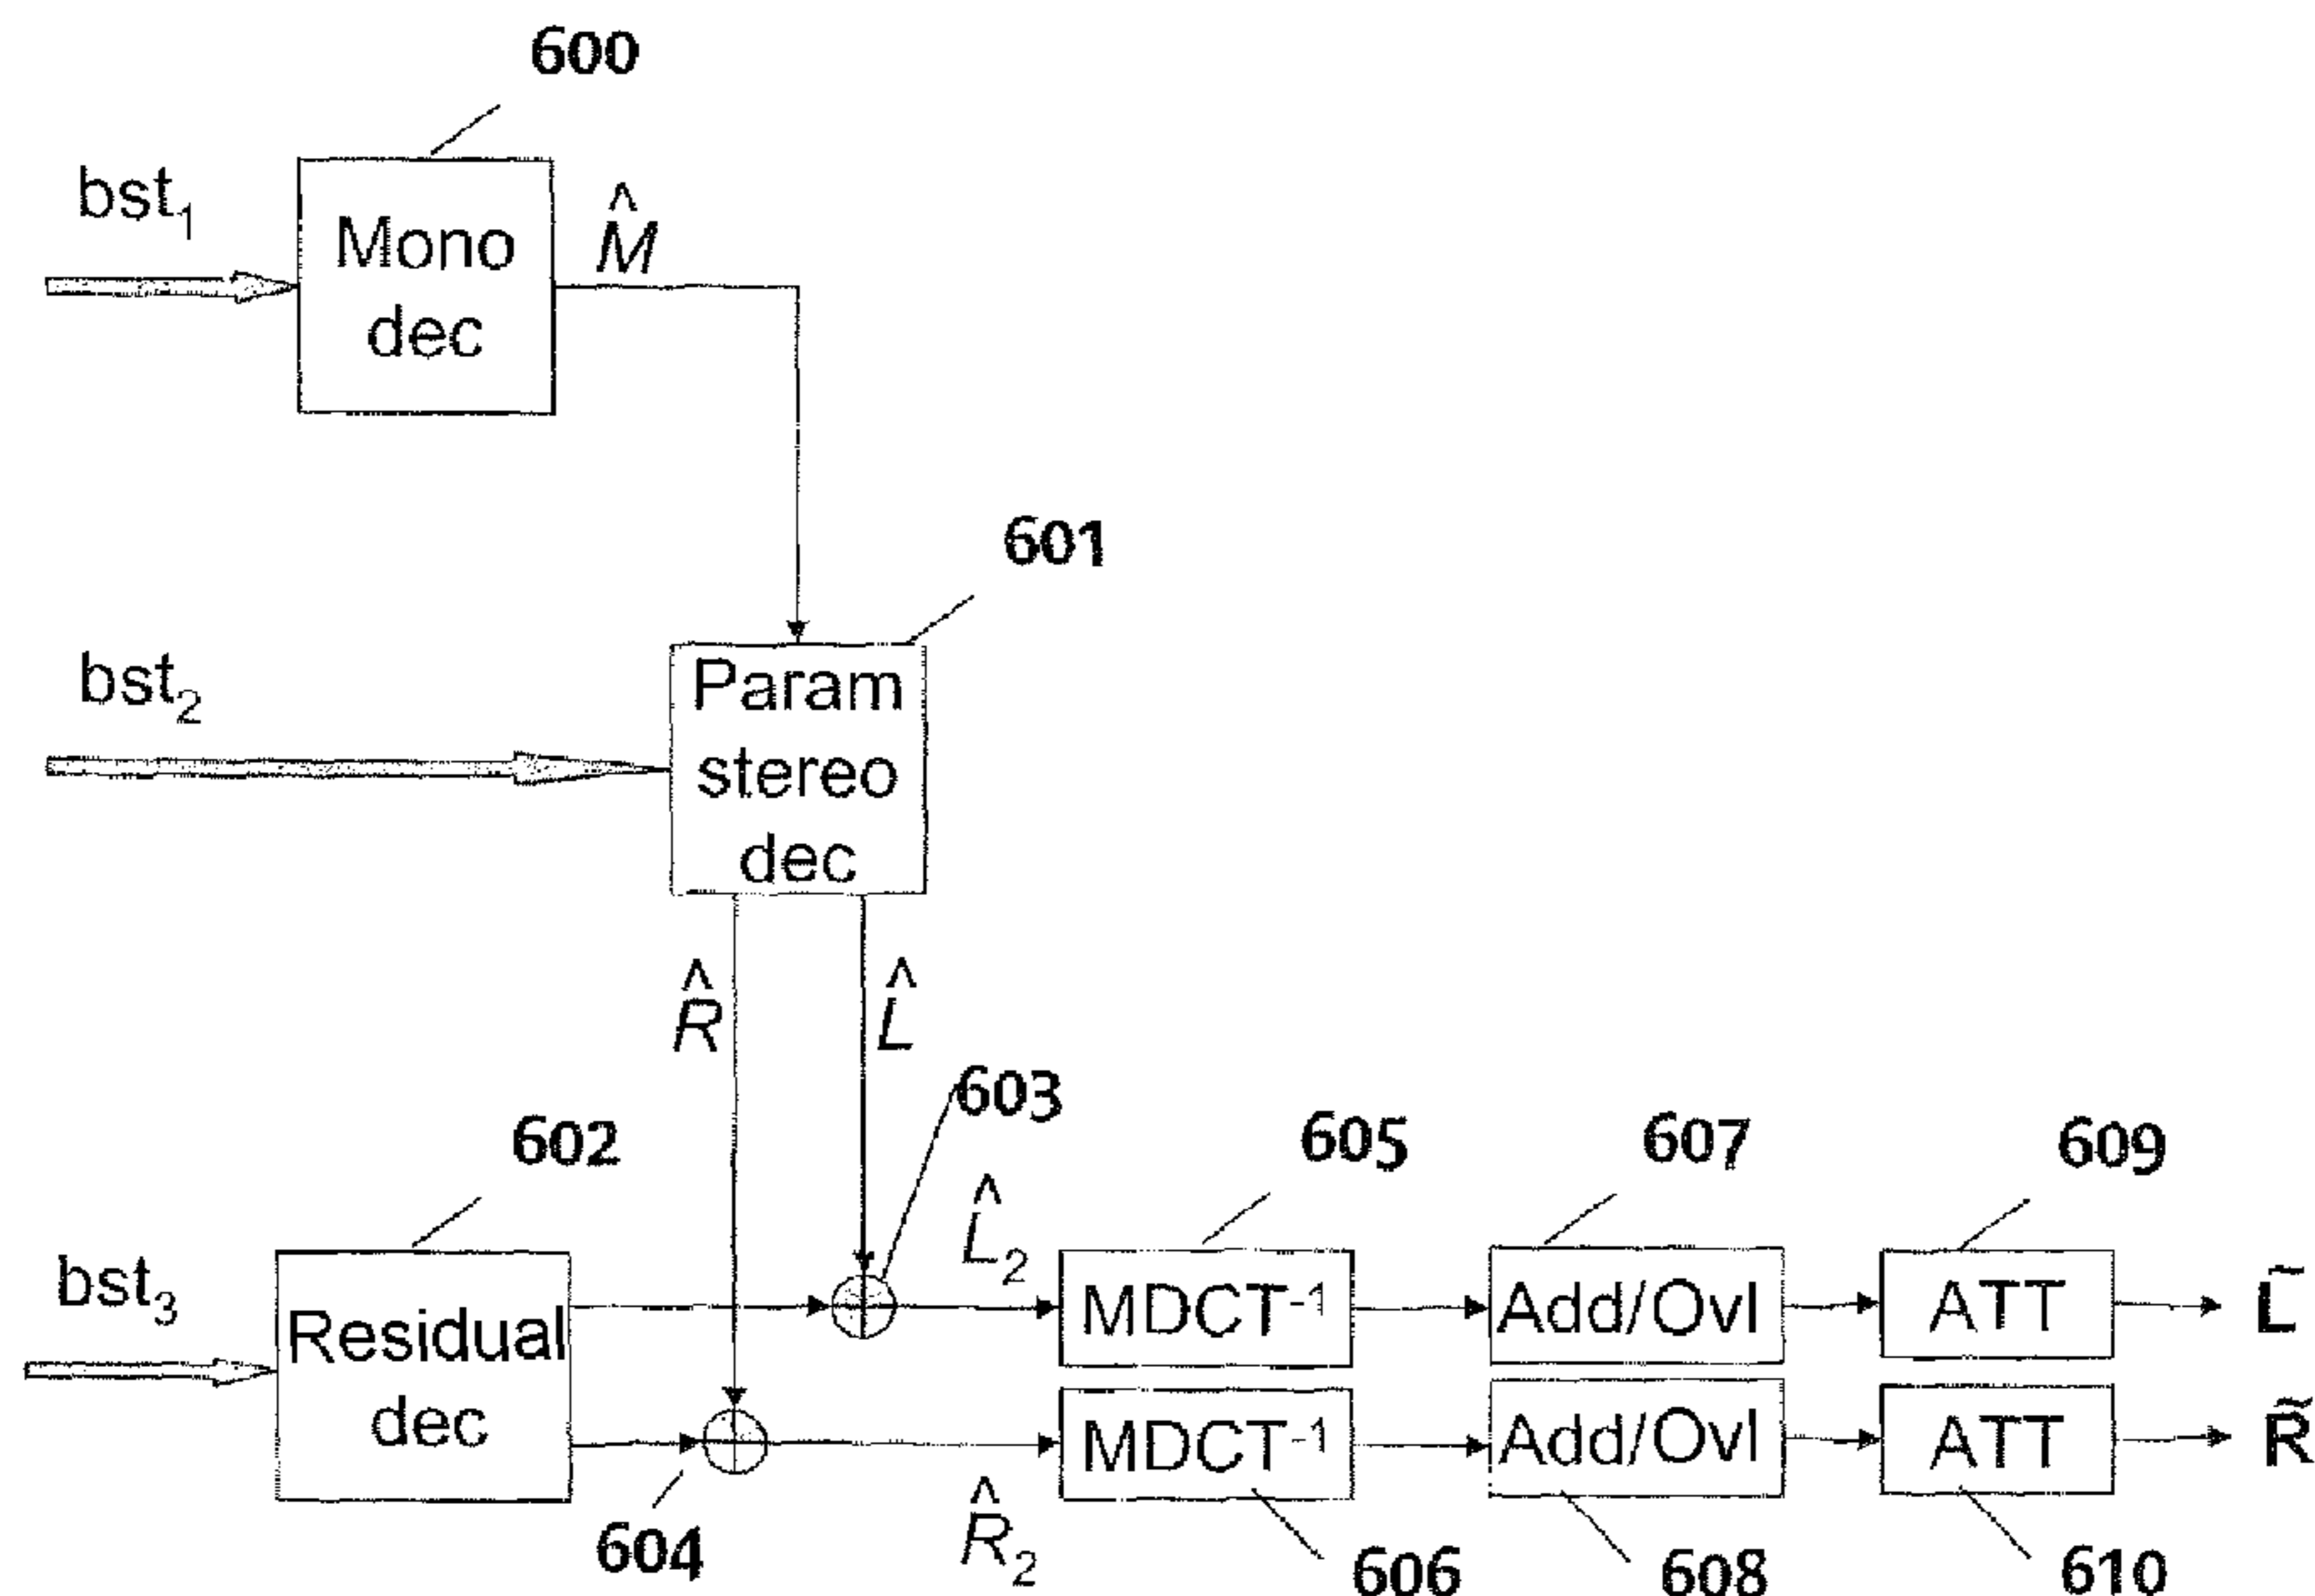 600
bst₁
Mono
dec
M̂
601
bst₂
Param
stereo
dec
R̂
L̂
603
602
605
607
609
L̂₂
bst₃
Residual
dec
MDCT⁻¹
Add/Ovl
ATT
L̃
MDCT⁻¹
Add/Ovl
ATT
R̃
604
R̂₂
606
608
610